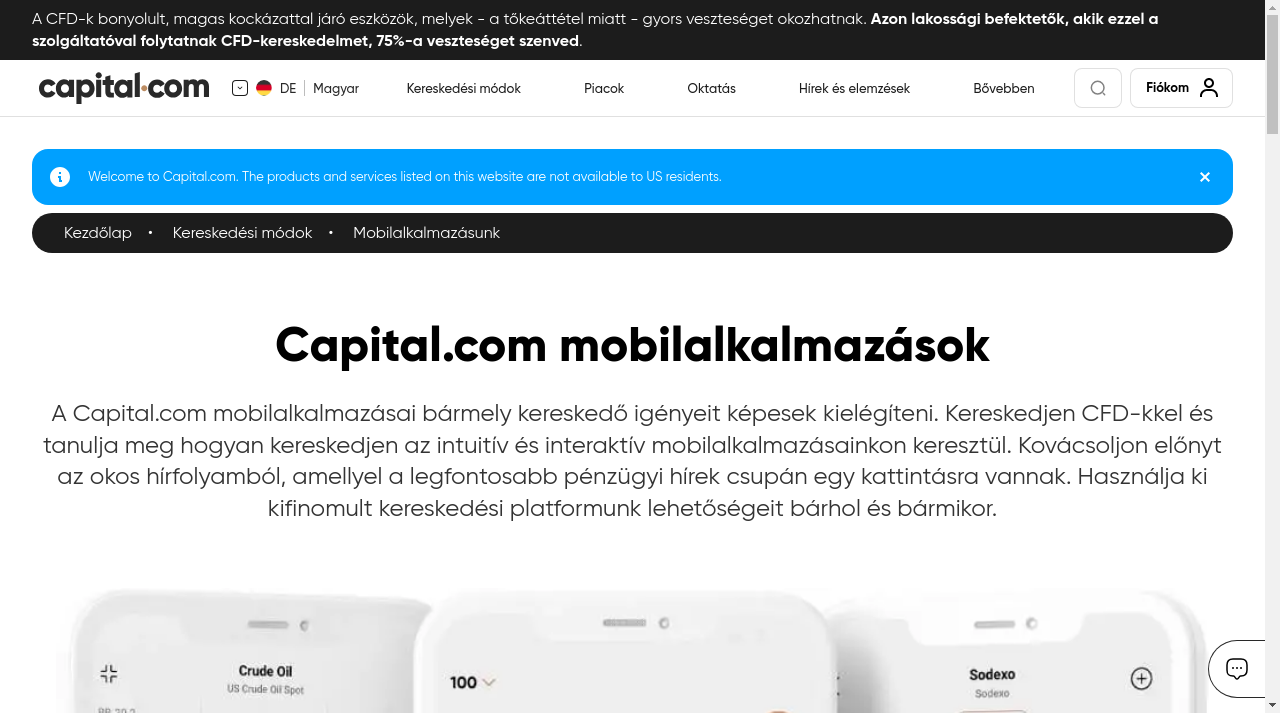 A CFD-k bonyolult, magas kockázattal járó eszközök, melyek - a tőkeáttétel miatt - gyors veszteséget okozhatnak. Azon lakossági befektetők, akik ezzel a
szolgáltatóval folytatnak CFD-kereskedelmet, 75%-a veszteséget szenved.
capital.com DE Magyar Kereskedési módok Piacok Oktatás Hírek és elemzések Bővebben Fiókom
Welcome to Capital.com. The products and services listed on this website are not available to US residents.
Kezdőlap • Kereskedési módok • Mobilalkalmazásunk
Capital.com mobilalkalmazások
A Capital.com mobilalkalmazásai bármely kereskedő igényeit képesek kielégíteni. Kereskedjen CFD-kkel és
tanulja meg hogyan kereskedjen az intuitív és interaktív mobilalkalmazásainkon keresztül. Kovácsoljon előnyt
az okos hírfolyamból, amellyel a legfontosabb pénzügyi hírek csupán egy kattintásra vannak. Használja ki
kifinomult kereskedési platformunk lehetőségeit bárhol és bármikor.
Crude Oil
US Crude Oil Spot
100
Sodexo
Sodexo